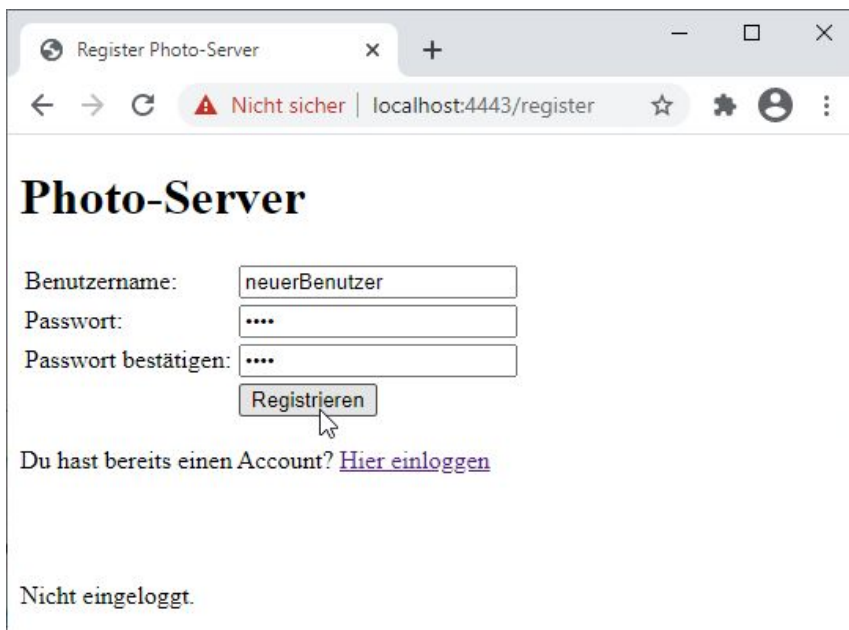 Register Photo-Server
Nicht sicher | localhost:4443/register
Photo-Server
Benutzername: neuerBenutzer
Passwort: ••••
Passwort bestätigen: ••••
Registrieren
Du hast bereits einen Account? Hier einloggen
Nicht eingeloggt.